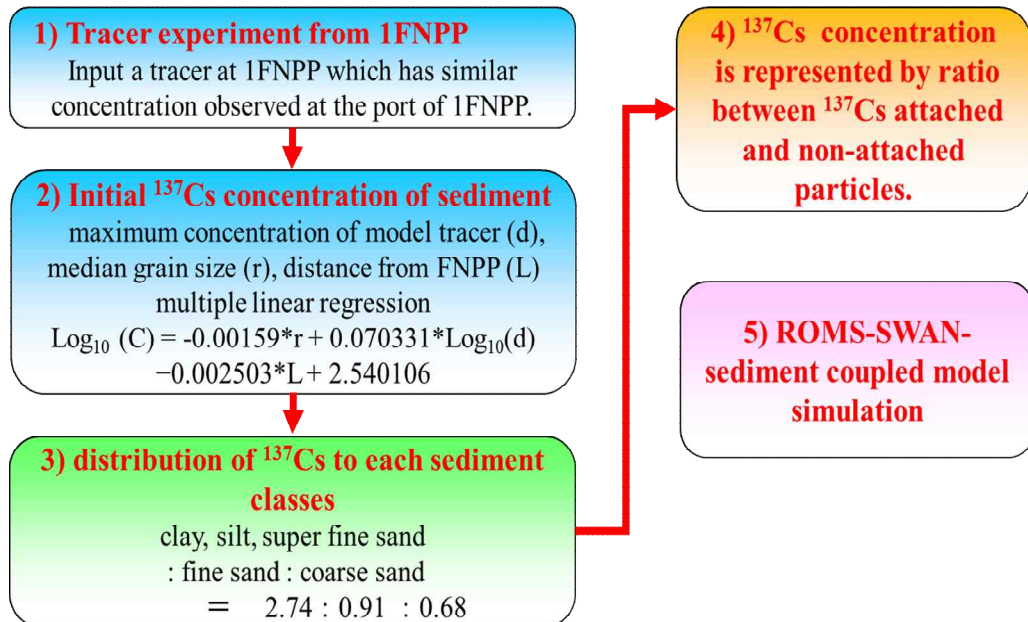 1) Tracer experiment from 1FNPP
Input a tracer at 1FNPP which has similar
concentration observed at the port of 1FNPP.
2) Initial ¹³⁷Cs concentration of sediment
maximum concentration of model tracer (d),
median grain size (r), distance from FNPP (L)
multiple linear regression
Log₁₀ (C) = -0.00159*r + 0.070331*Log₁₀(d)
−0.002503*L + 2.540106
3) distribution of ¹³⁷Cs to each sediment
classes
clay, silt, super fine sand
: fine sand : coarse sand
= 2.74 : 0.91 : 0.68
4) ¹³⁷Cs concentration
is represented by ratio
between ¹³⁷Cs attached
and non-attached
particles.
5) ROMS-SWAN-
sediment coupled model
simulation